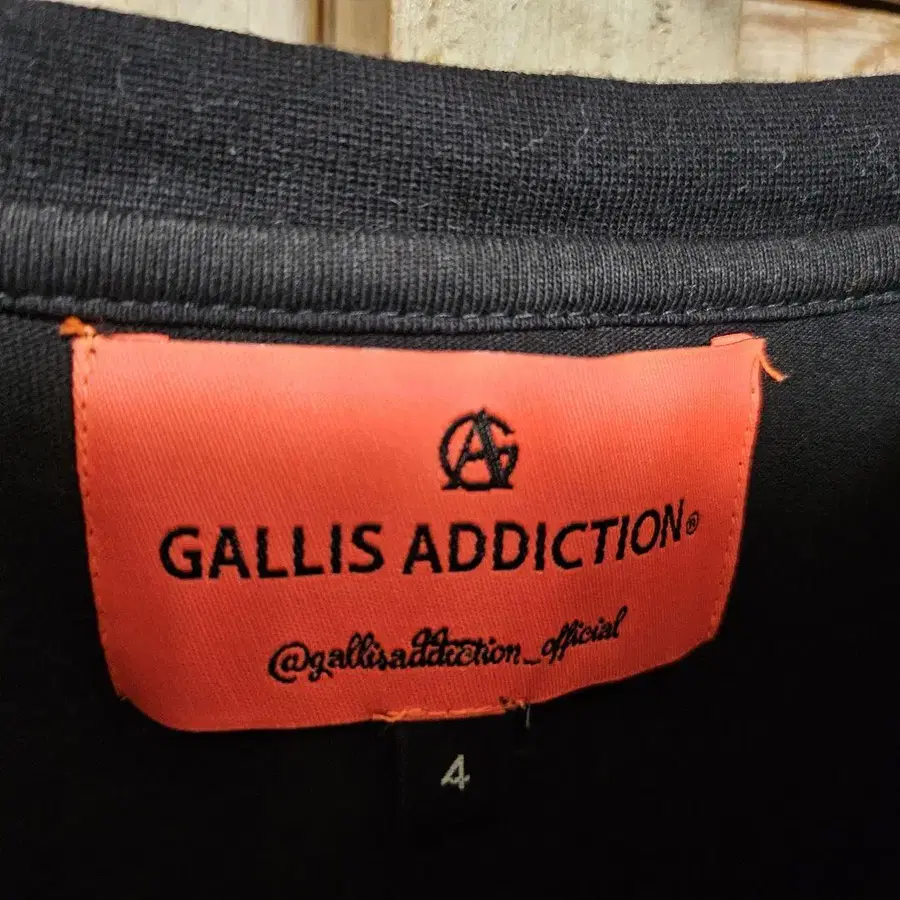 AG
GALLIS ADDICTION®
@gallisaddiction_official
4